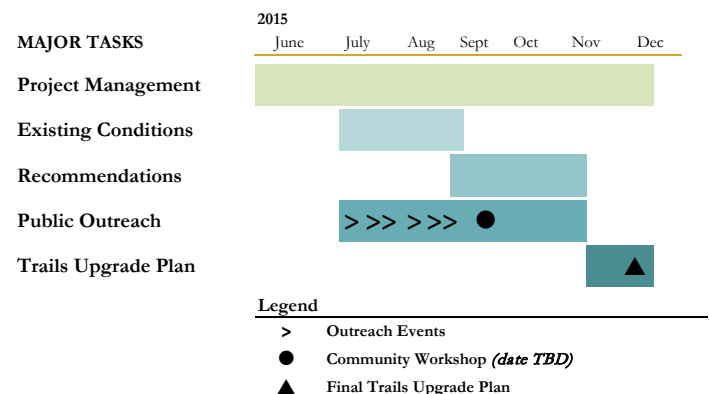 2015
MAJOR TASKS June July Aug Sept Oct Nov Dec
Project Management
Existing Conditions
Recommendations
Public Outreach > >> > >> ●
Trails Upgrade Plan ▲
Legend
> Outreach Events
● Community Workshop (date TBD)
▲ Final Trails Upgrade Plan